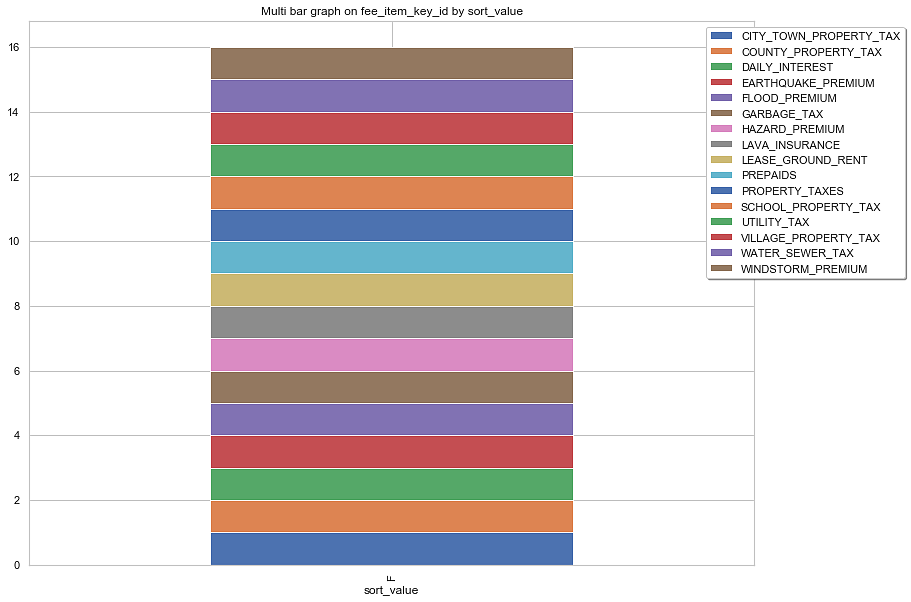 Multi bar graph on fee_item_key_id by sort_value
16
14
12
10
8
6
4
2
0
F
sort_value
CITY_TOWN_PROPERTY_TAX
COUNTY_PROPERTY_TAX
DAILY_INTEREST
EARTHQUAKE_PREMIUM
FLOOD_PREMIUM
GARBAGE_TAX
HAZARD_PREMIUM
LAVA_INSURANCE
LEASE_GROUND_RENT
PREPAIDS
PROPERTY_TAXES
SCHOOL_PROPERTY_TAX
UTILITY_TAX
VILLAGE_PROPERTY_TAX
WATER_SEWER_TAX
WINDSTORM_PREMIUM